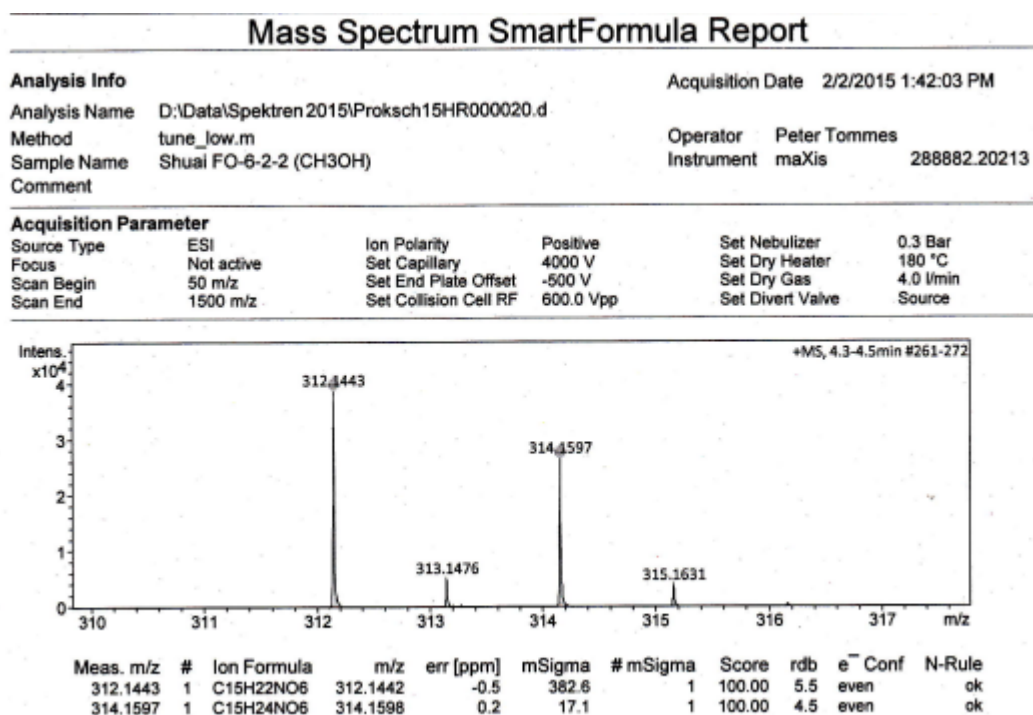 Mass Spectrum SmartFormula Report
Analysis Info Acquisition Date 2/2/2015 1:42:03 PM
Analysis Name D:\Data\Spektren 2015\Proksch15HR000020.d
Method tune_low.m Operator Peter Tommes
Sample Name Shuai FO-6-2-2 (CH3OH) Instrument maXis 288882.20213
Comment
Acquisition Parameter
Source Type ESI Ion Polarity Positive Set Nebulizer 0.3 Bar
Focus Not active Set Capillary 4000 V Set Dry Heater 180 °C
Scan Begin 50 m/z Set End Plate Offset -500 V Set Dry Gas 4.0 l/min
Scan End 1500 m/z Set Collision Cell RF 600.0 Vpp Set Divert Valve Source
Intens. +MS, 4.3-4.5min #261-272
x10⁴
4 312.1443
3 314.1597
2
1 313.1476 315.1631
0
310 311 312 313 314 315 316 317 m/z
Meas. m/z # Ion Formula m/z err [ppm] mSigma # mSigma Score rdb e⁻ Conf N-Rule
312.1443 1 C15H22NO6 312.1442 -0.5 382.6 1 100.00 5.5 even ok
314.1597 1 C15H24NO6 314.1598 0.2 17.1 1 100.00 4.5 even ok